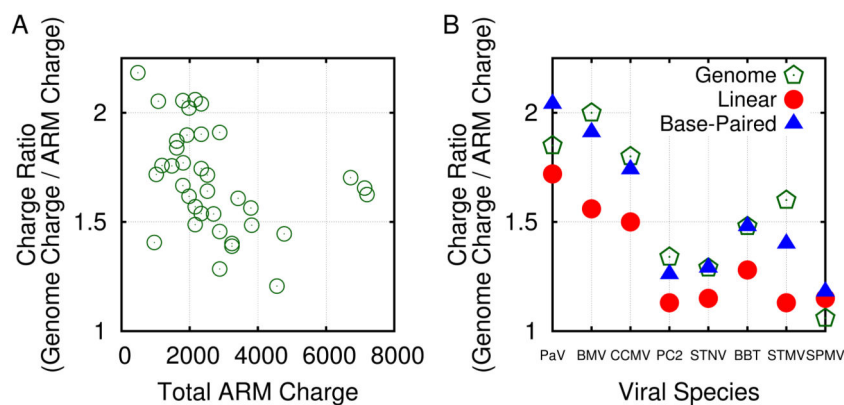 A
Charge Ratio
(Genome Charge / ARM Charge)
2
1.5
1
0 2000 4000 6000 8000
Total ARM Charge
B
Charge Ratio
(Genome Charge / ARM Charge)
Genome
Linear
Base-Paired
2
1.5
1
PaV BMV CCMV PC2 STNV BBT STMV SPMV
Viral Species